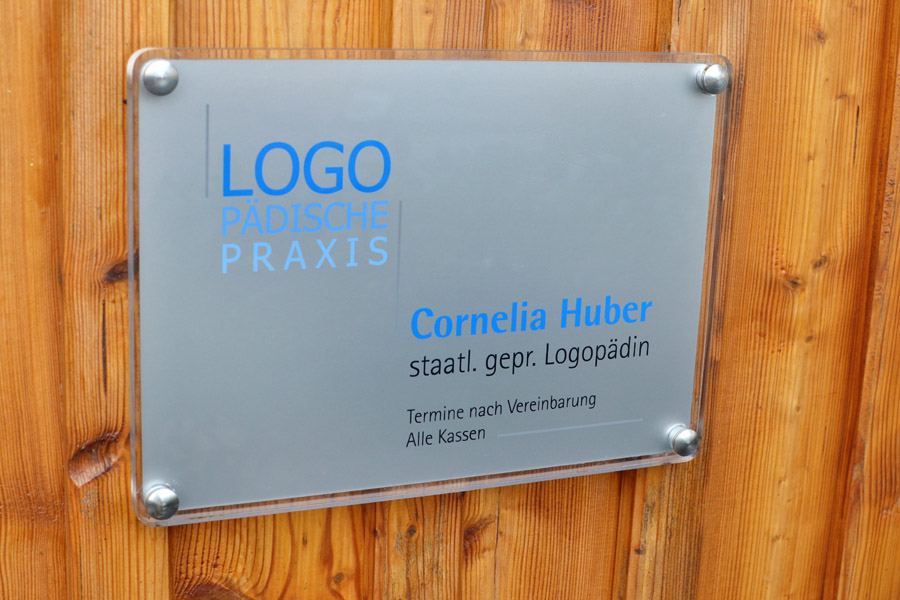 LOGO
PÄDISCHE
PRAXIS
Cornelia Huber
staatl. gepr. Logopädin
Termine nach Vereinbarung
Alle Kassen